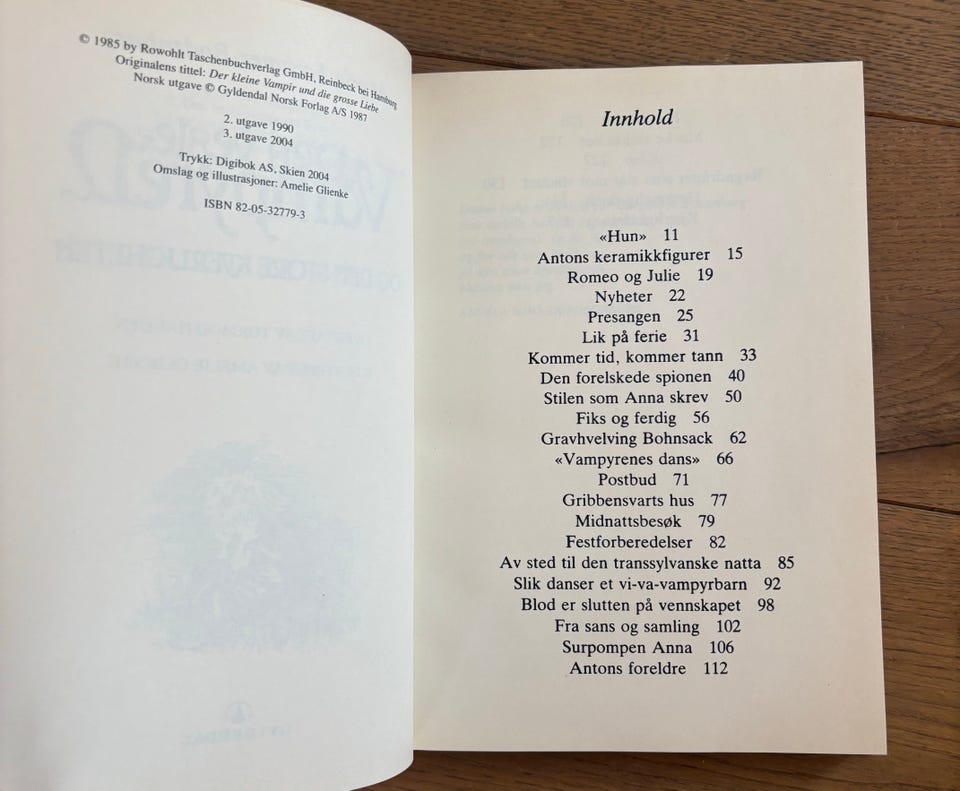 © 1985 by Rowohlt Taschenbuchverlag GmbH, Reinbeck bei Hamburg
Originalens tittel: Der kleine Vampir und die grosse Liebe
Norsk utgave © Gyldendal Norsk Forlag A/S 1987
2. utgave 1990
3. utgave 2004
Trykk: Digibok AS, Skien 2004
Omslag og illustrasjoner: Amelie Glienke
ISBN 82-05-32779-3
Innhold
«Hun» 11
Antons keramikkfigurer 15
Romeo og Julie 19
Nyheter 22
Presangen 25
Lik på ferie 31
Kommer tid, kommer tann 33
Den forelskede spionen 40
Stilen som Anna skrev 50
Fiks og ferdig 56
Gravhvelving Bohnsack 62
«Vampyrenes dans» 66
Postbud 71
Gribbensvarts hus 77
Midnattsbesøk 79
Festforberedelser 82
Av sted til den transsylvanske natta 85
Slik danser et vi-va-vampyrbarn 92
Blod er slutten på vennskapet 98
Fra sans og samling 102
Surpompen Anna 106
Antons foreldre 112